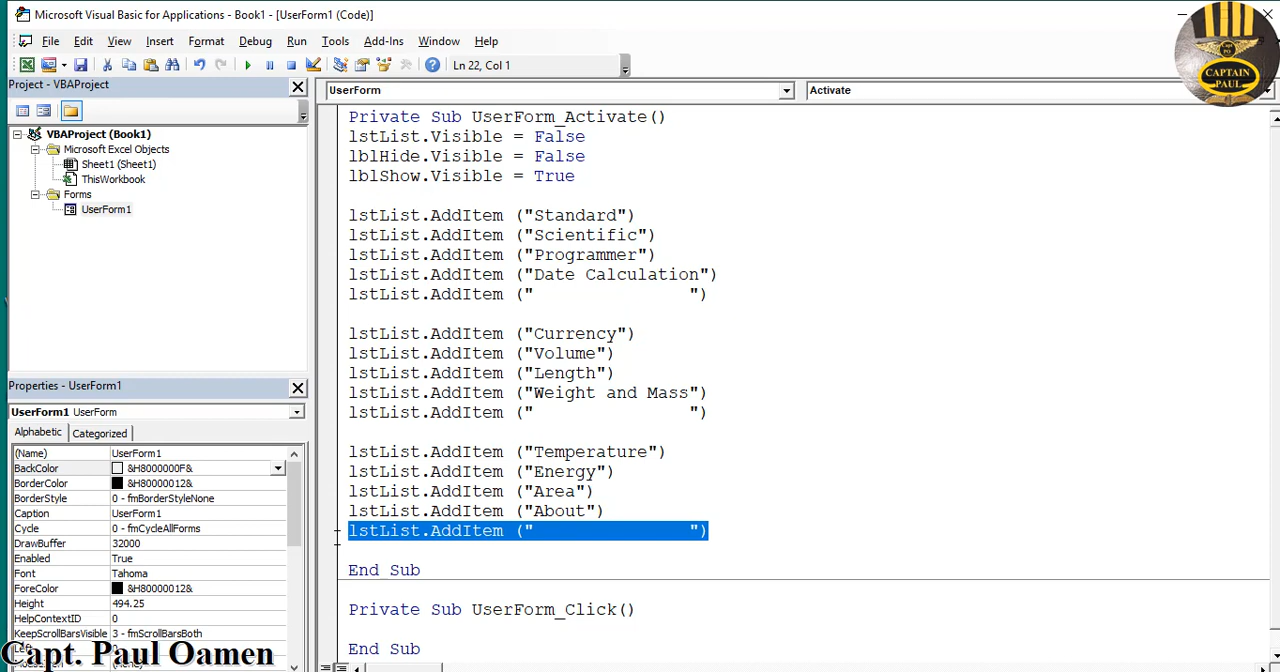 Microsoft Visual Basic for Applications - Book1 - [UserForm1 (Code)]
File Edit View Insert Format Debug Run Tools Add-Ins Window Help
Ln 22, Col 1
Capt PO
CAPTAIN
PAUL
Project - VBAProject
UserForm
Activate
VBAProject (Book1)
Microsoft Excel Objects
Sheet1 (Sheet1)
ThisWorkbook
Forms
UserForm1
Properties - UserForm1
UserForm1 UserForm
Alphabetic Categorized
(Name) UserForm1
BackColor &H8000000F&
BorderColor &H80000012&
BorderStyle 0 - fmBorderStyleNone
Caption UserForm1
Cycle 0 - fmCycleAllForms
DrawBuffer 32000
Enabled True
Font Tahoma
ForeColor &H80000012&
Height 494.25
HelpContextID 0
KeepScrollBarsVisible 3 - fmScrollBarsBoth
Private Sub UserForm_Activate()
lstList.Visible = False
lblHide.Visible = False
lblShow.Visible = True
lstList.AddItem ("Standard")
lstList.AddItem ("Scientific")
lstList.AddItem ("Programmer")
lstList.AddItem ("Date Calculation")
lstList.AddItem ("               ")
lstList.AddItem ("Currency")
lstList.AddItem ("Volume")
lstList.AddItem ("Length")
lstList.AddItem ("Weight and Mass")
lstList.AddItem ("               ")
lstList.AddItem ("Temperature")
lstList.AddItem ("Energy")
lstList.AddItem ("Area")
lstList.AddItem ("About")
lstList.AddItem ("               ")
End Sub
Private Sub UserForm_Click()
End Sub
Capt. Paul Oamen